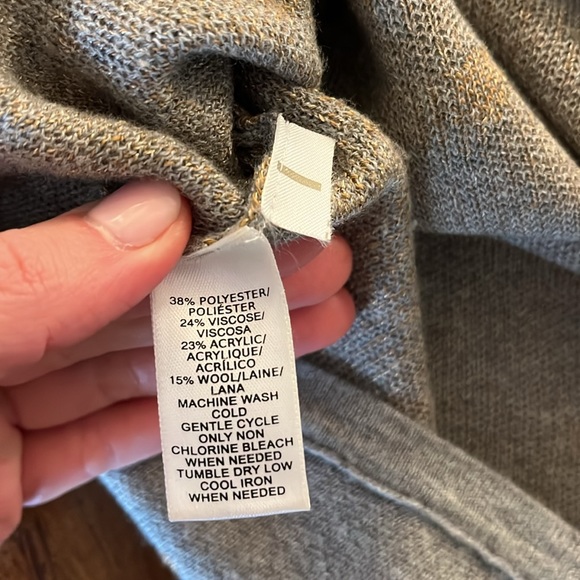 38% POLYESTER/
POLIÉSTER
24% VISCOSE/
VISCOSA
23% ACRYLIC/
ACRYLIQUE/
ACRÍLICO
15% WOOL/LAINE/
LANA
MACHINE WASH
COLD
GENTLE CYCLE
ONLY NON
CHLORINE BLEACH
WHEN NEEDED
TUMBLE DRY LOW
COOL IRON
WHEN NEEDED